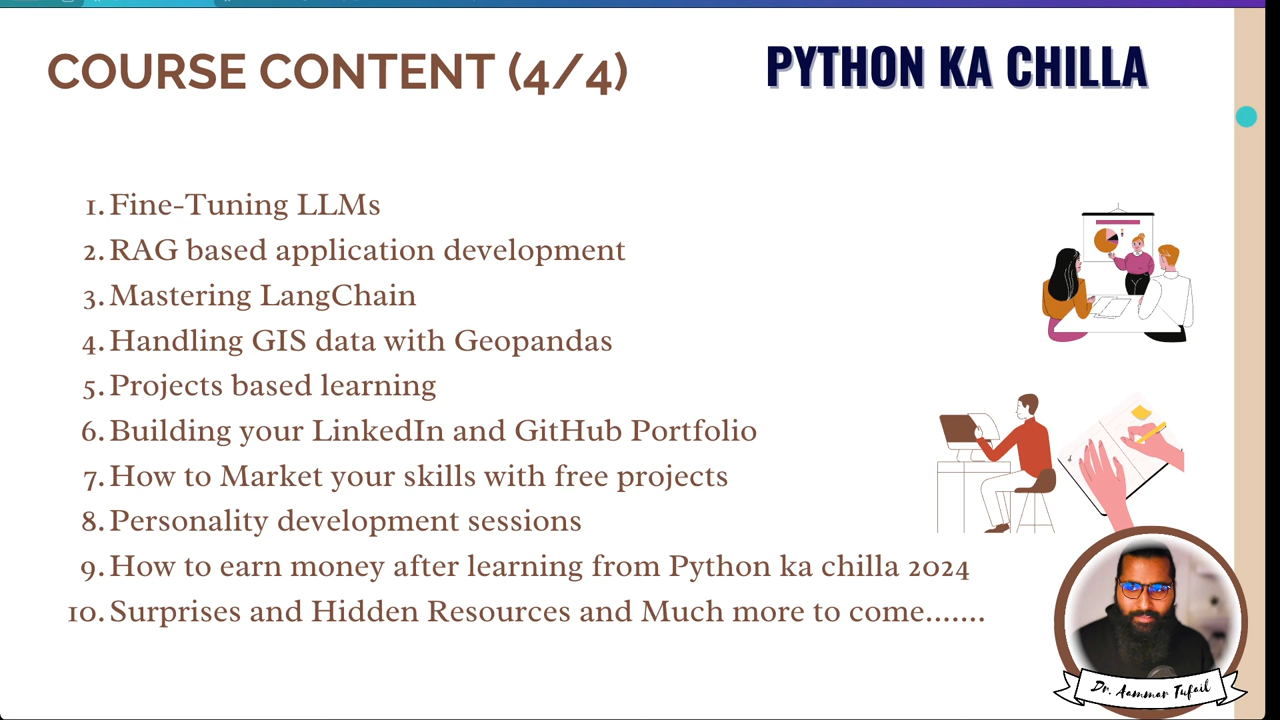 COURSE CONTENT (4/4)
PYTHON KA CHILLA
1. Fine-Tuning LLMs
2. RAG based application development
3. Mastering LangChain
4. Handling GIS data with Geopandas
5. Projects based learning
6. Building your LinkedIn and GitHub Portfolio
7. How to Market your skills with free projects
8. Personality development sessions
9. How to earn money after learning from Python ka chilla 2024
10. Surprises and Hidden Resources and Much more to come.......
Dr. Aammar Tufail